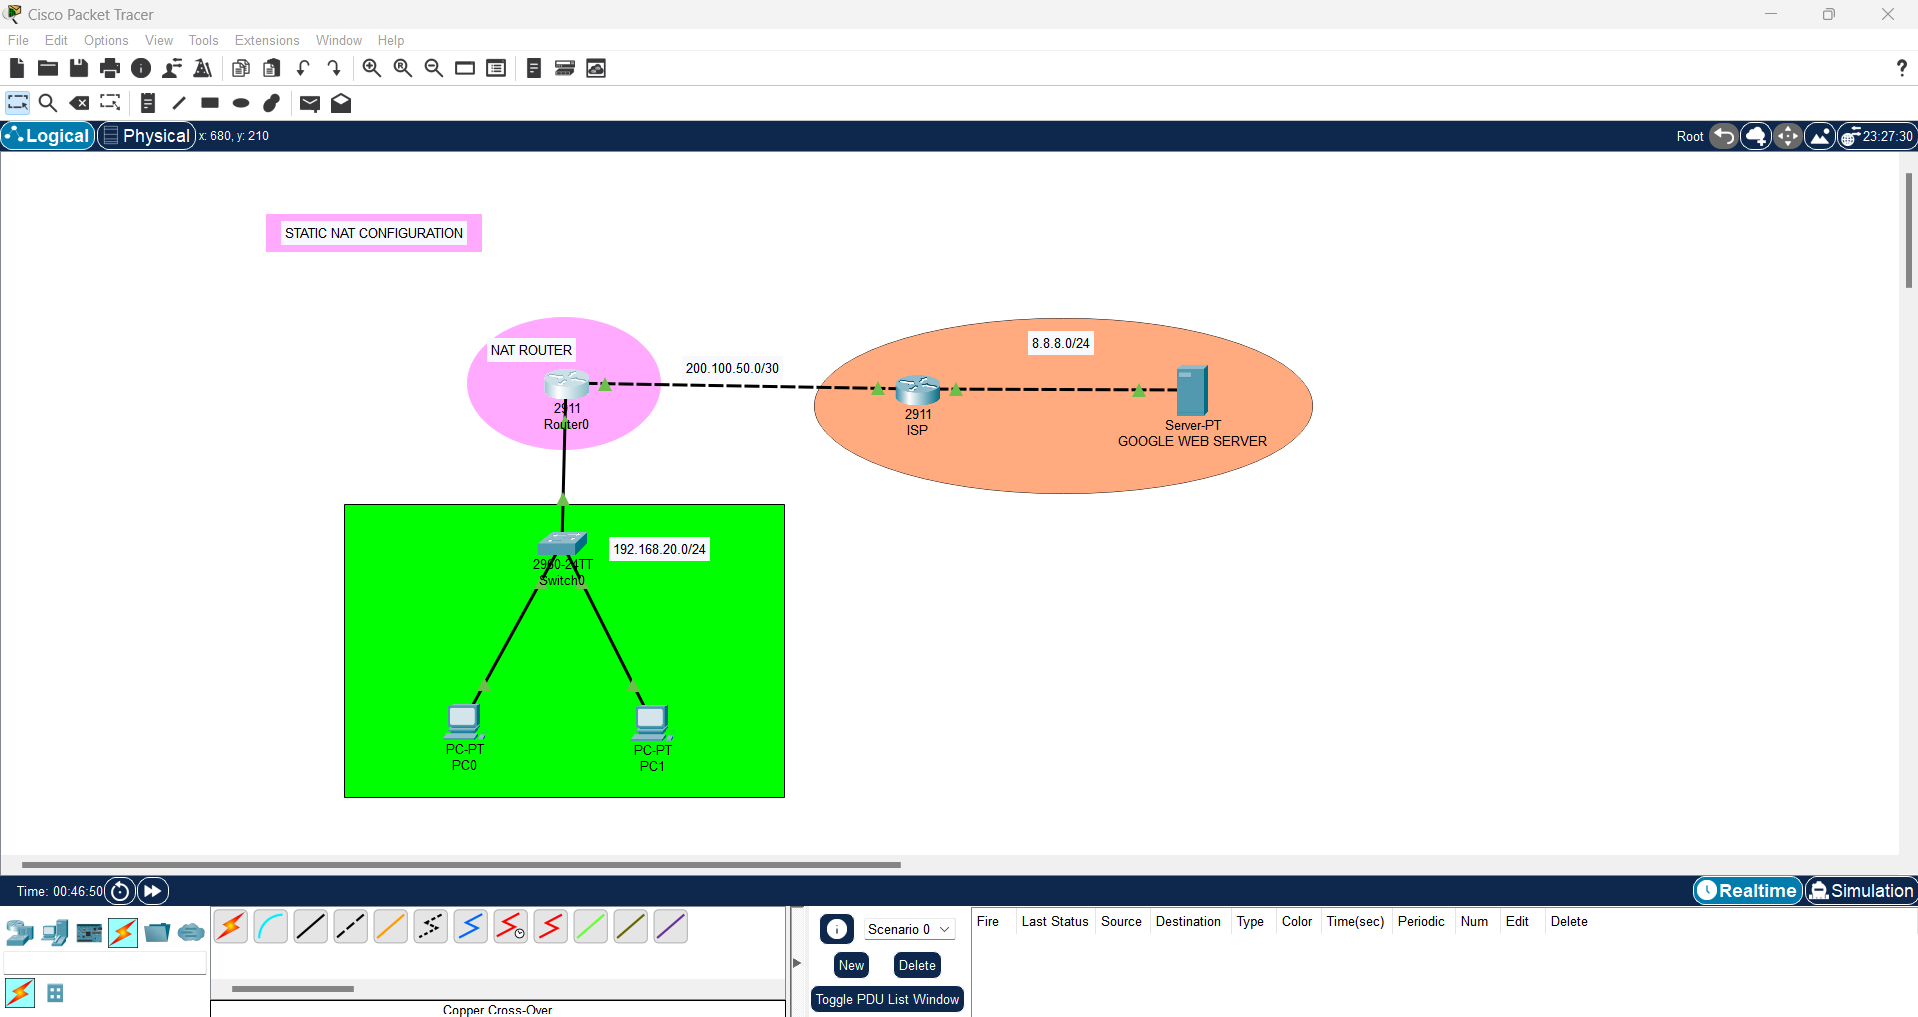 Cisco Packet Tracer
File Edit Options View Tools Extensions Window Help
?
Logical Physical x: 680, y: 210 Root 23:27:30
STATIC NAT CONFIGURATION
NAT ROUTER
2911
Router0
200.100.50.0/30
8.8.8.0/24
2911
ISP
Server-PT
GOOGLE WEB SERVER
192.168.20.0/24
2960-24TT
Switch0
PC-PT
PC0
PC-PT
PC1
Time: 00:46:50 Realtime Simulation
Scenario 0
New Delete
Toggle PDU List Window
Fire Last Status Source Destination Type Color Time(sec) Periodic Num Edit Delete
Copper Cross-Over